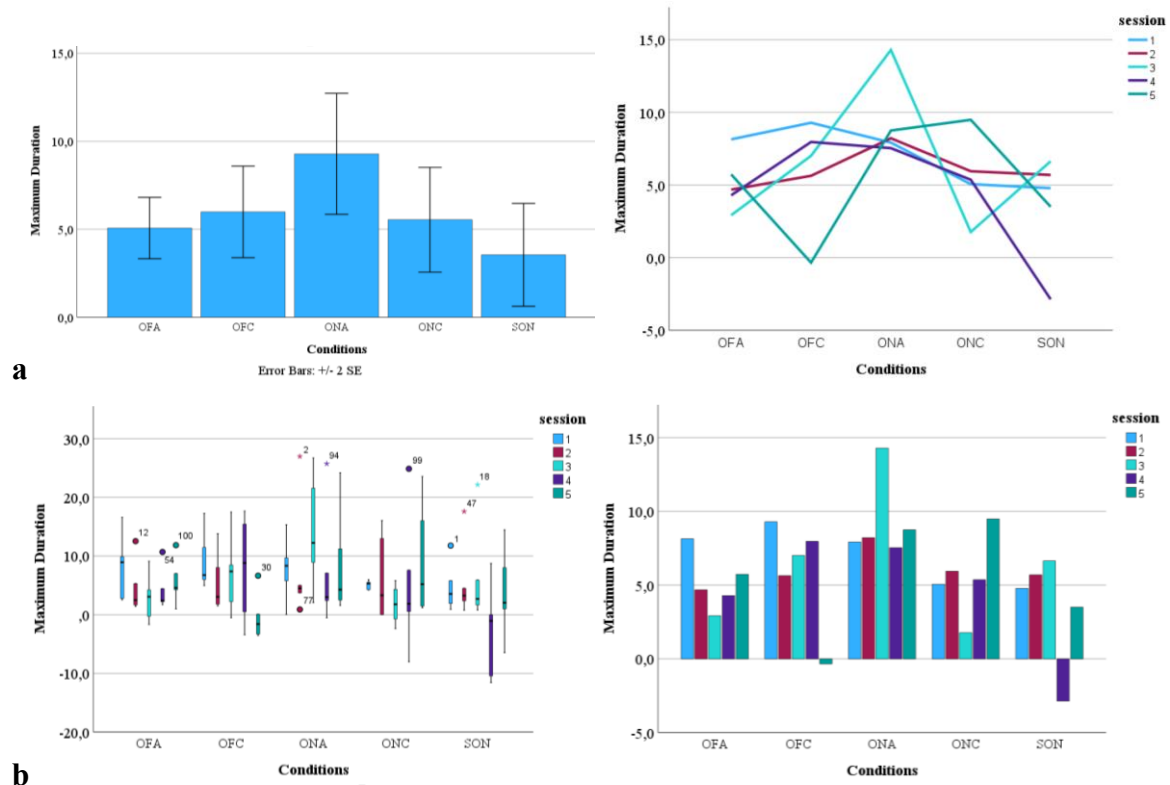 15,0
10,0
5,0
0,0
Maximum Duration
OFA OFC ONA ONC SON
Conditions
Error Bars: +/- 2 SE
a
15,0
10,0
5,0
0,0
-5,0
Maximum Duration
OFA OFC ONA ONC SON
Conditions
session
1
2
3
4
5
30,0
20,0
10,0
,0
-10,0
-20,0
Maximum Duration
12
54
100
30
2
77
94
99
1
47
18
OFA OFC ONA ONC SON
Conditions
session
1
2
3
4
5
b
15,0
10,0
5,0
0,0
-5,0
Maximum Duration
OFA OFC ONA ONC SON
Conditions
session
1
2
3
4
5